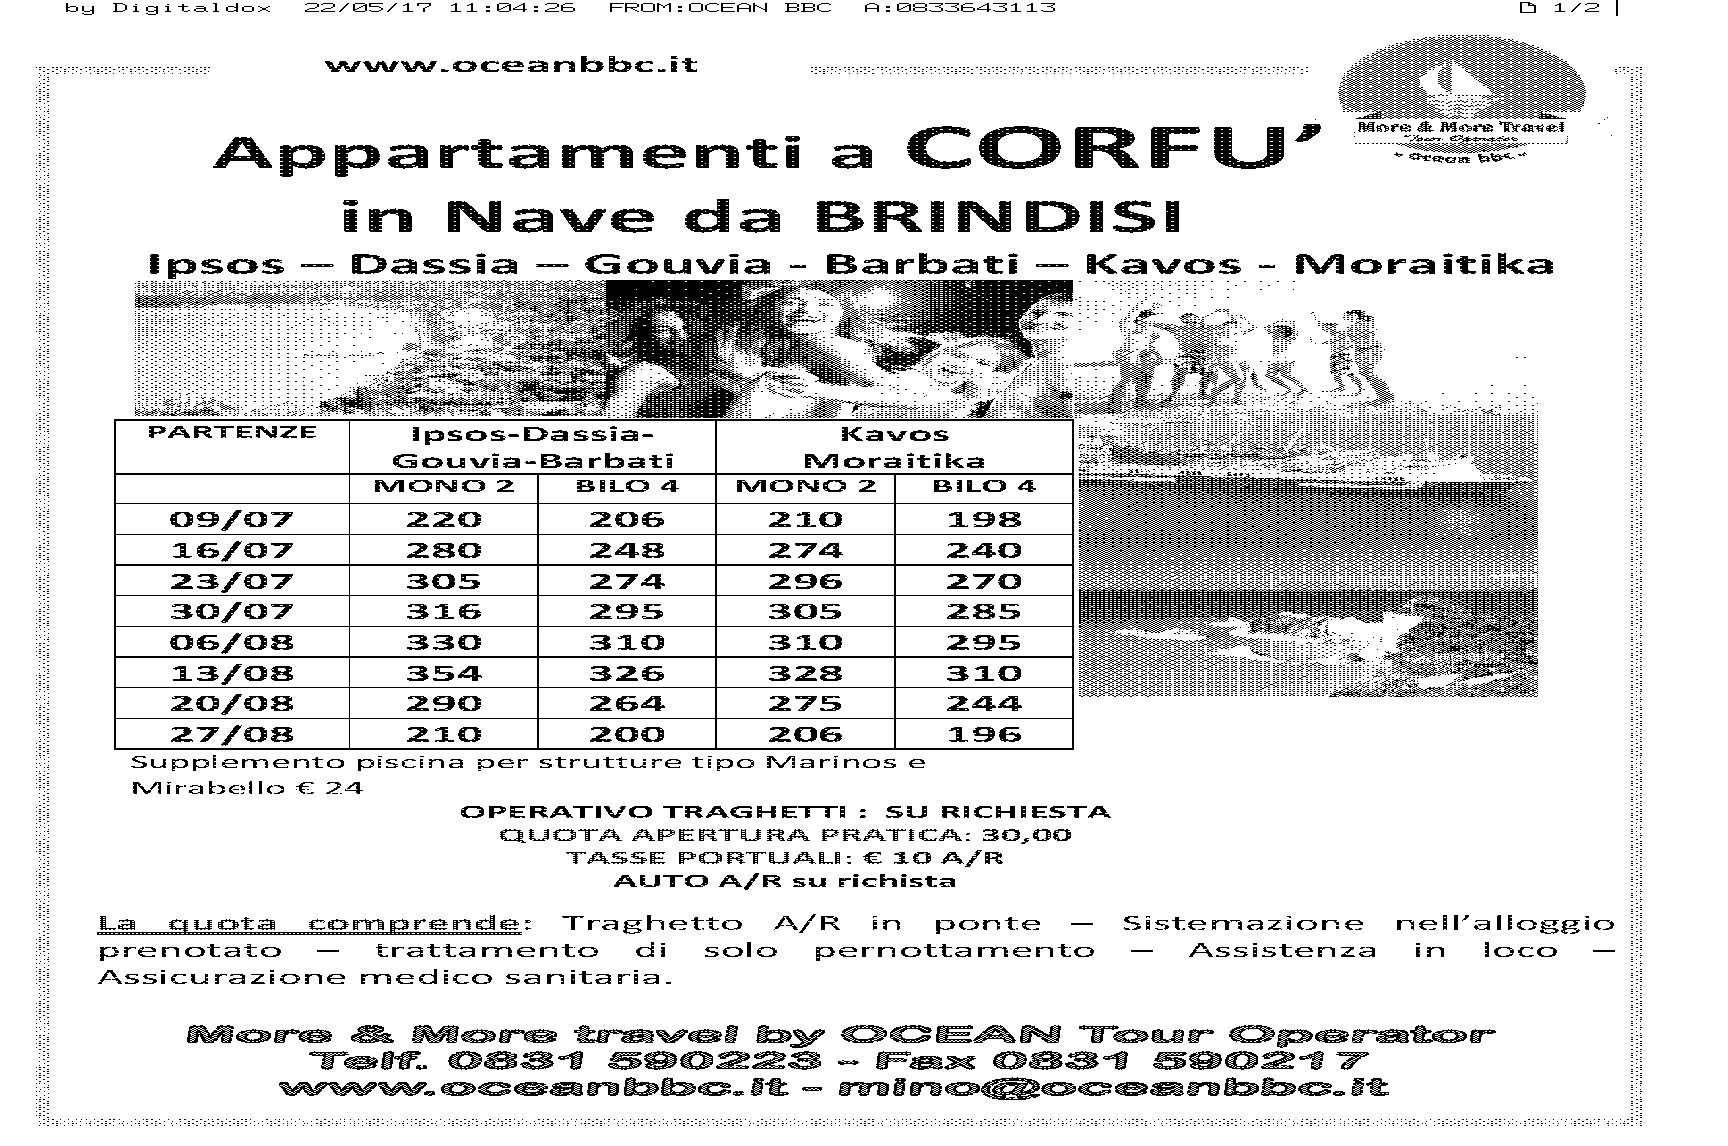 by Digitaldox 22/05/17 11:04:26 FROM:OCEAN BBC A:0833643113 1/2
www.oceanbbc.it
More & More Travel
Tour Operator
- ocean bbc -
Appartamenti a CORFU’
in Nave da BRINDISI
Ipsos – Dassia – Gouvia - Barbati – Kavos - Moraitika
PARTENZE Ipsos-Dassia- Kavos
Gouvia-Barbati Moraitika
MONO 2 BILO 4 MONO 2 BILO 4
09/07 220 206 210 198
16/07 280 248 274 240
23/07 305 274 296 270
30/07 316 295 305 285
06/08 330 310 310 295
13/08 354 326 328 310
20/08 290 264 275 244
27/08 210 200 206 196
Supplemento piscina per strutture tipo Marinos e
Mirabello € 24
OPERATIVO TRAGHETTI : SU RICHIESTA
QUOTA APERTURA PRATICA: 30,00
TASSE PORTUALI: € 10 A/R
AUTO A/R su richista
La quota comprende: Traghetto A/R in ponte – Sistemazione nell’alloggio
prenotato – trattamento di solo pernottamento – Assistenza in loco –
Assicurazione medico sanitaria.
More & More travel by OCEAN Tour Operator
Telf. 0831 590223 - Fax 0831 590217
www.oceanbbc.it - mino@oceanbbc.it